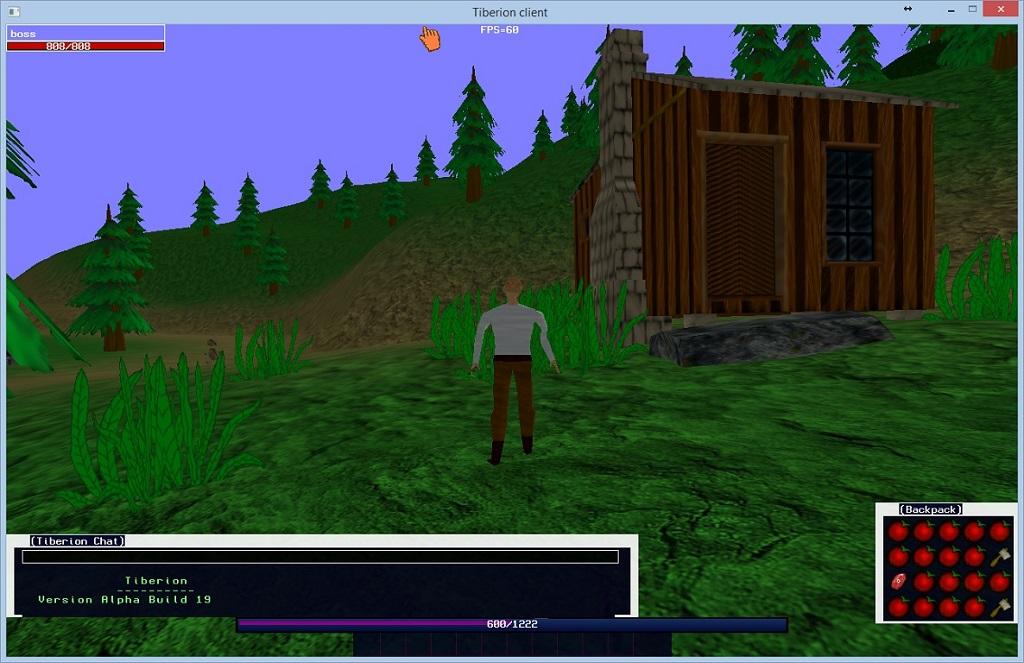 Tiberion client
boss
808/808
FPS=60
(Backpack)
(Tiberion Chat)
Tiberion
Version Alpha Build 19
600/1222